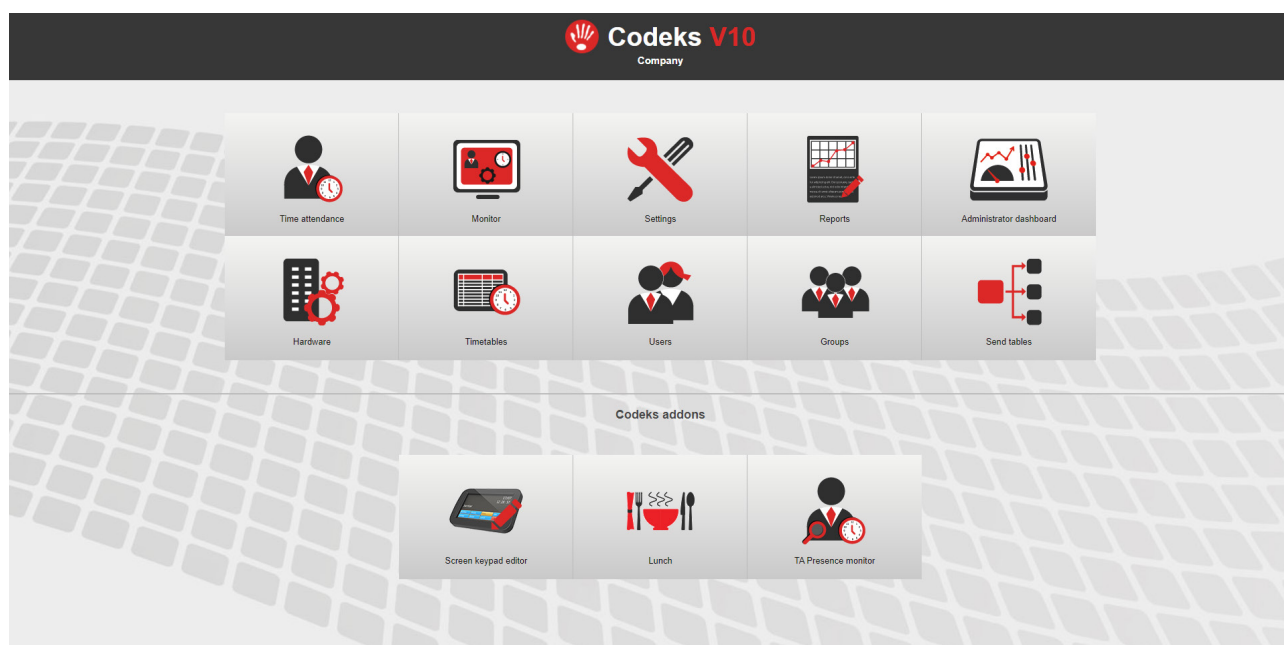 Codeks V10
Company
Time attendance
Monitor
Settings
Reports
Administrator dashboard
Hardware
Timetables
Users
Groups
Send tables
Codeks addons
Screen keypad editor
Lunch
TA Presence monitor